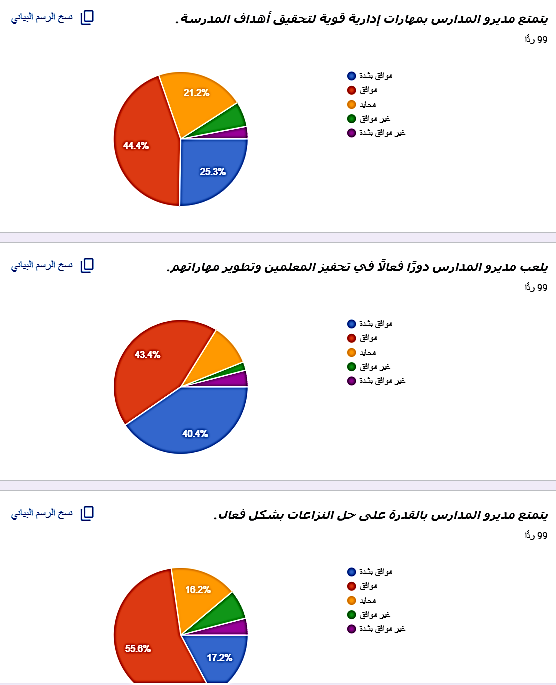 يتمتع مديرو المدارس بمهارات إدارية قوية لتحقيق أهداف المدرسة.
نسخ الرسم البياني
99 ردًا
موافق بشدة
موافق
محايد
غير موافق
غير موافق بشدة
21.2%
44.4%
25.3%
يلعب مديرو المدارس دورًا فعالًا في تحفيز المعلمين وتطوير مهاراتهم.
نسخ الرسم البياني
99 ردًا
موافق بشدة
موافق
محايد
غير موافق
غير موافق بشدة
43.4%
40.4%
يتمتع مديرو المدارس بالقدرة على حل النزاعات بشكل فعال.
نسخ الرسم البياني
99 ردًا
موافق بشدة
موافق
محايد
غير موافق
غير موافق بشدة
16.2%
55.6%
17.2%